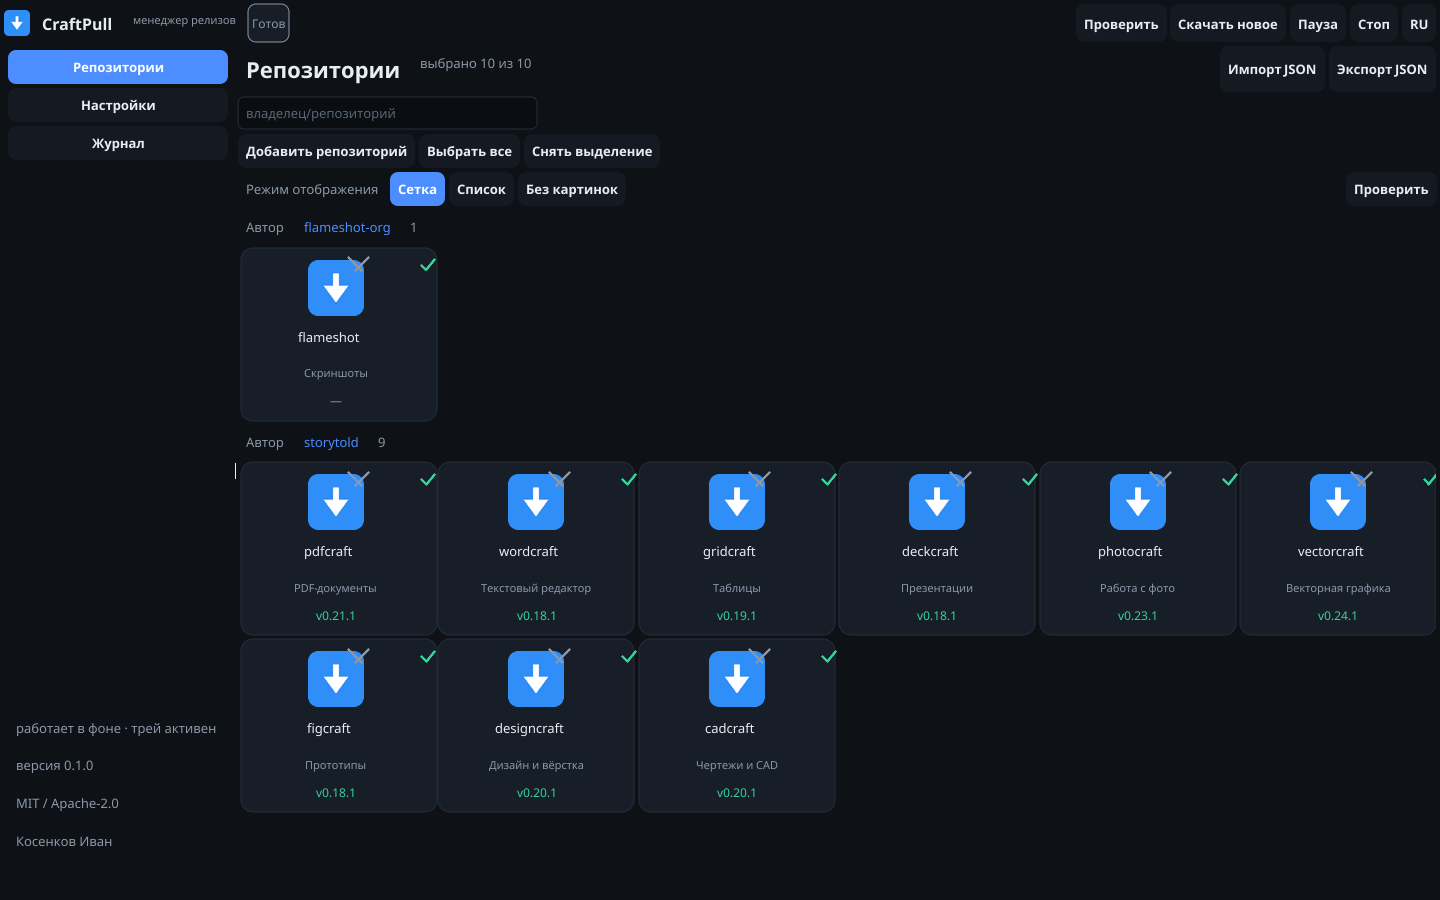 CraftPull
менеджер релизов
Готов
Проверить
Скачать новое
Пауза
Стоп
RU
Репозитории
Настройки
Журнал
Репозитории
выбрано 10 из 10
Импорт JSON
Экспорт JSON
владелец/репозиторий
Добавить репозиторий
Выбрать все
Снять выделение
Режим отображения
Сетка
Список
Без картинок
Проверить
Автор flameshot-org 1
flameshot
Скриншоты
—
Автор storytold 9
pdfcraft
PDF-документы
v0.21.1
wordcraft
Текстовый редактор
v0.18.1
gridcraft
Таблицы
v0.19.1
deckcraft
Презентации
v0.18.1
photocraft
Работа с фото
v0.23.1
vectorcraft
Векторная графика
v0.24.1
figcraft
Прототипы
v0.18.1
designcraft
Дизайн и вёрстка
v0.20.1
cadcraft
Чертежи и CAD
v0.20.1
работает в фоне · трей активен
версия 0.1.0
MIT / Apache-2.0
Косенков Иван